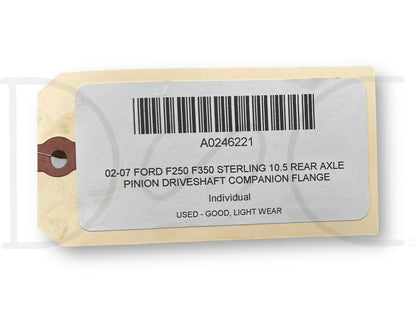 A0246221
02-07 FORD F250 F350 STERLING 10.5 REAR AXLE
PINION DRIVESHAFT COMPANION FLANGE
Individual
USED - GOOD, LIGHT WEAR